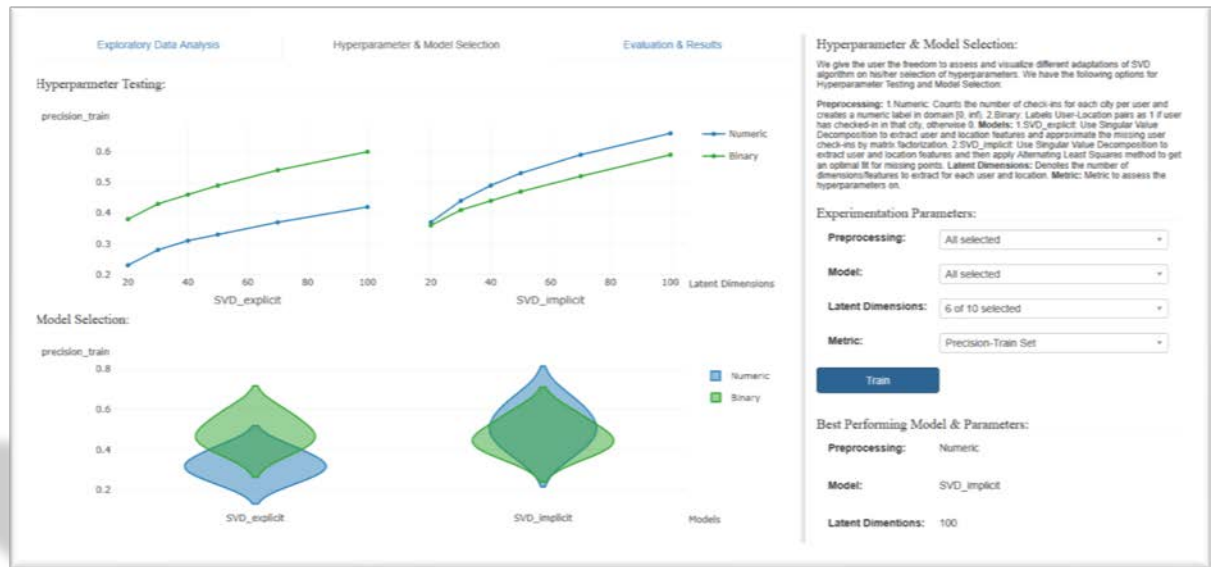 Exploratory Data Analysis
Hyperparameter & Model Selection
Evaluation & Results
Hyperparmeter Testing:
precision_train
0.6
0.5
0.4
0.3
0.2
20 40 60 80 100
SVD_explicit
20 40 60 80 100
SVD_implicit
Latent Dimensions
Numeric
Binary
Model Selection:
precision_train
0.8
0.6
0.4
0.2
SVD_explicit
SVD_implicit
Models
Numeric
Binary
Hyperparameter & Model Selection:
We give the user the freedom to assess and visualize different adaptations of SVD
algorithm on his/her selection of hyperparameters. We have the following options for
Hyperparameter Testing and Model Selection:
Preprocessing: 1.Numeric: Counts the number of check-ins for each city per user and
creates a numeric label in domain [0, inf). 2.Binary: Labels User-Location pairs as 1 if user
has checked-in in that city, otherwise 0. Models: 1.SVD_explicit: Use Singular Value
Decomposition to extract user and location features and approximate the missing user
check-ins by matrix factorization. 2.SVD_implicit: Use Singular Value Decomposition to
extract user and location features and then apply Alternating Least Squares method to get
an optimal fit for missing points. Latent Dimensions: Denotes the number of
dimensions/features to extract for each user and location. Metric: Metric to assess the
hyperparameters on.
Experimentation Parameters:
Preprocessing: All selected
Model: All selected
Latent Dimensions: 6 of 10 selected
Metric: Precision-Train Set
Train
Best Performing Model & Parameters:
Preprocessing: Numeric
Model: SVD_implicit
Latent Dimentions: 100